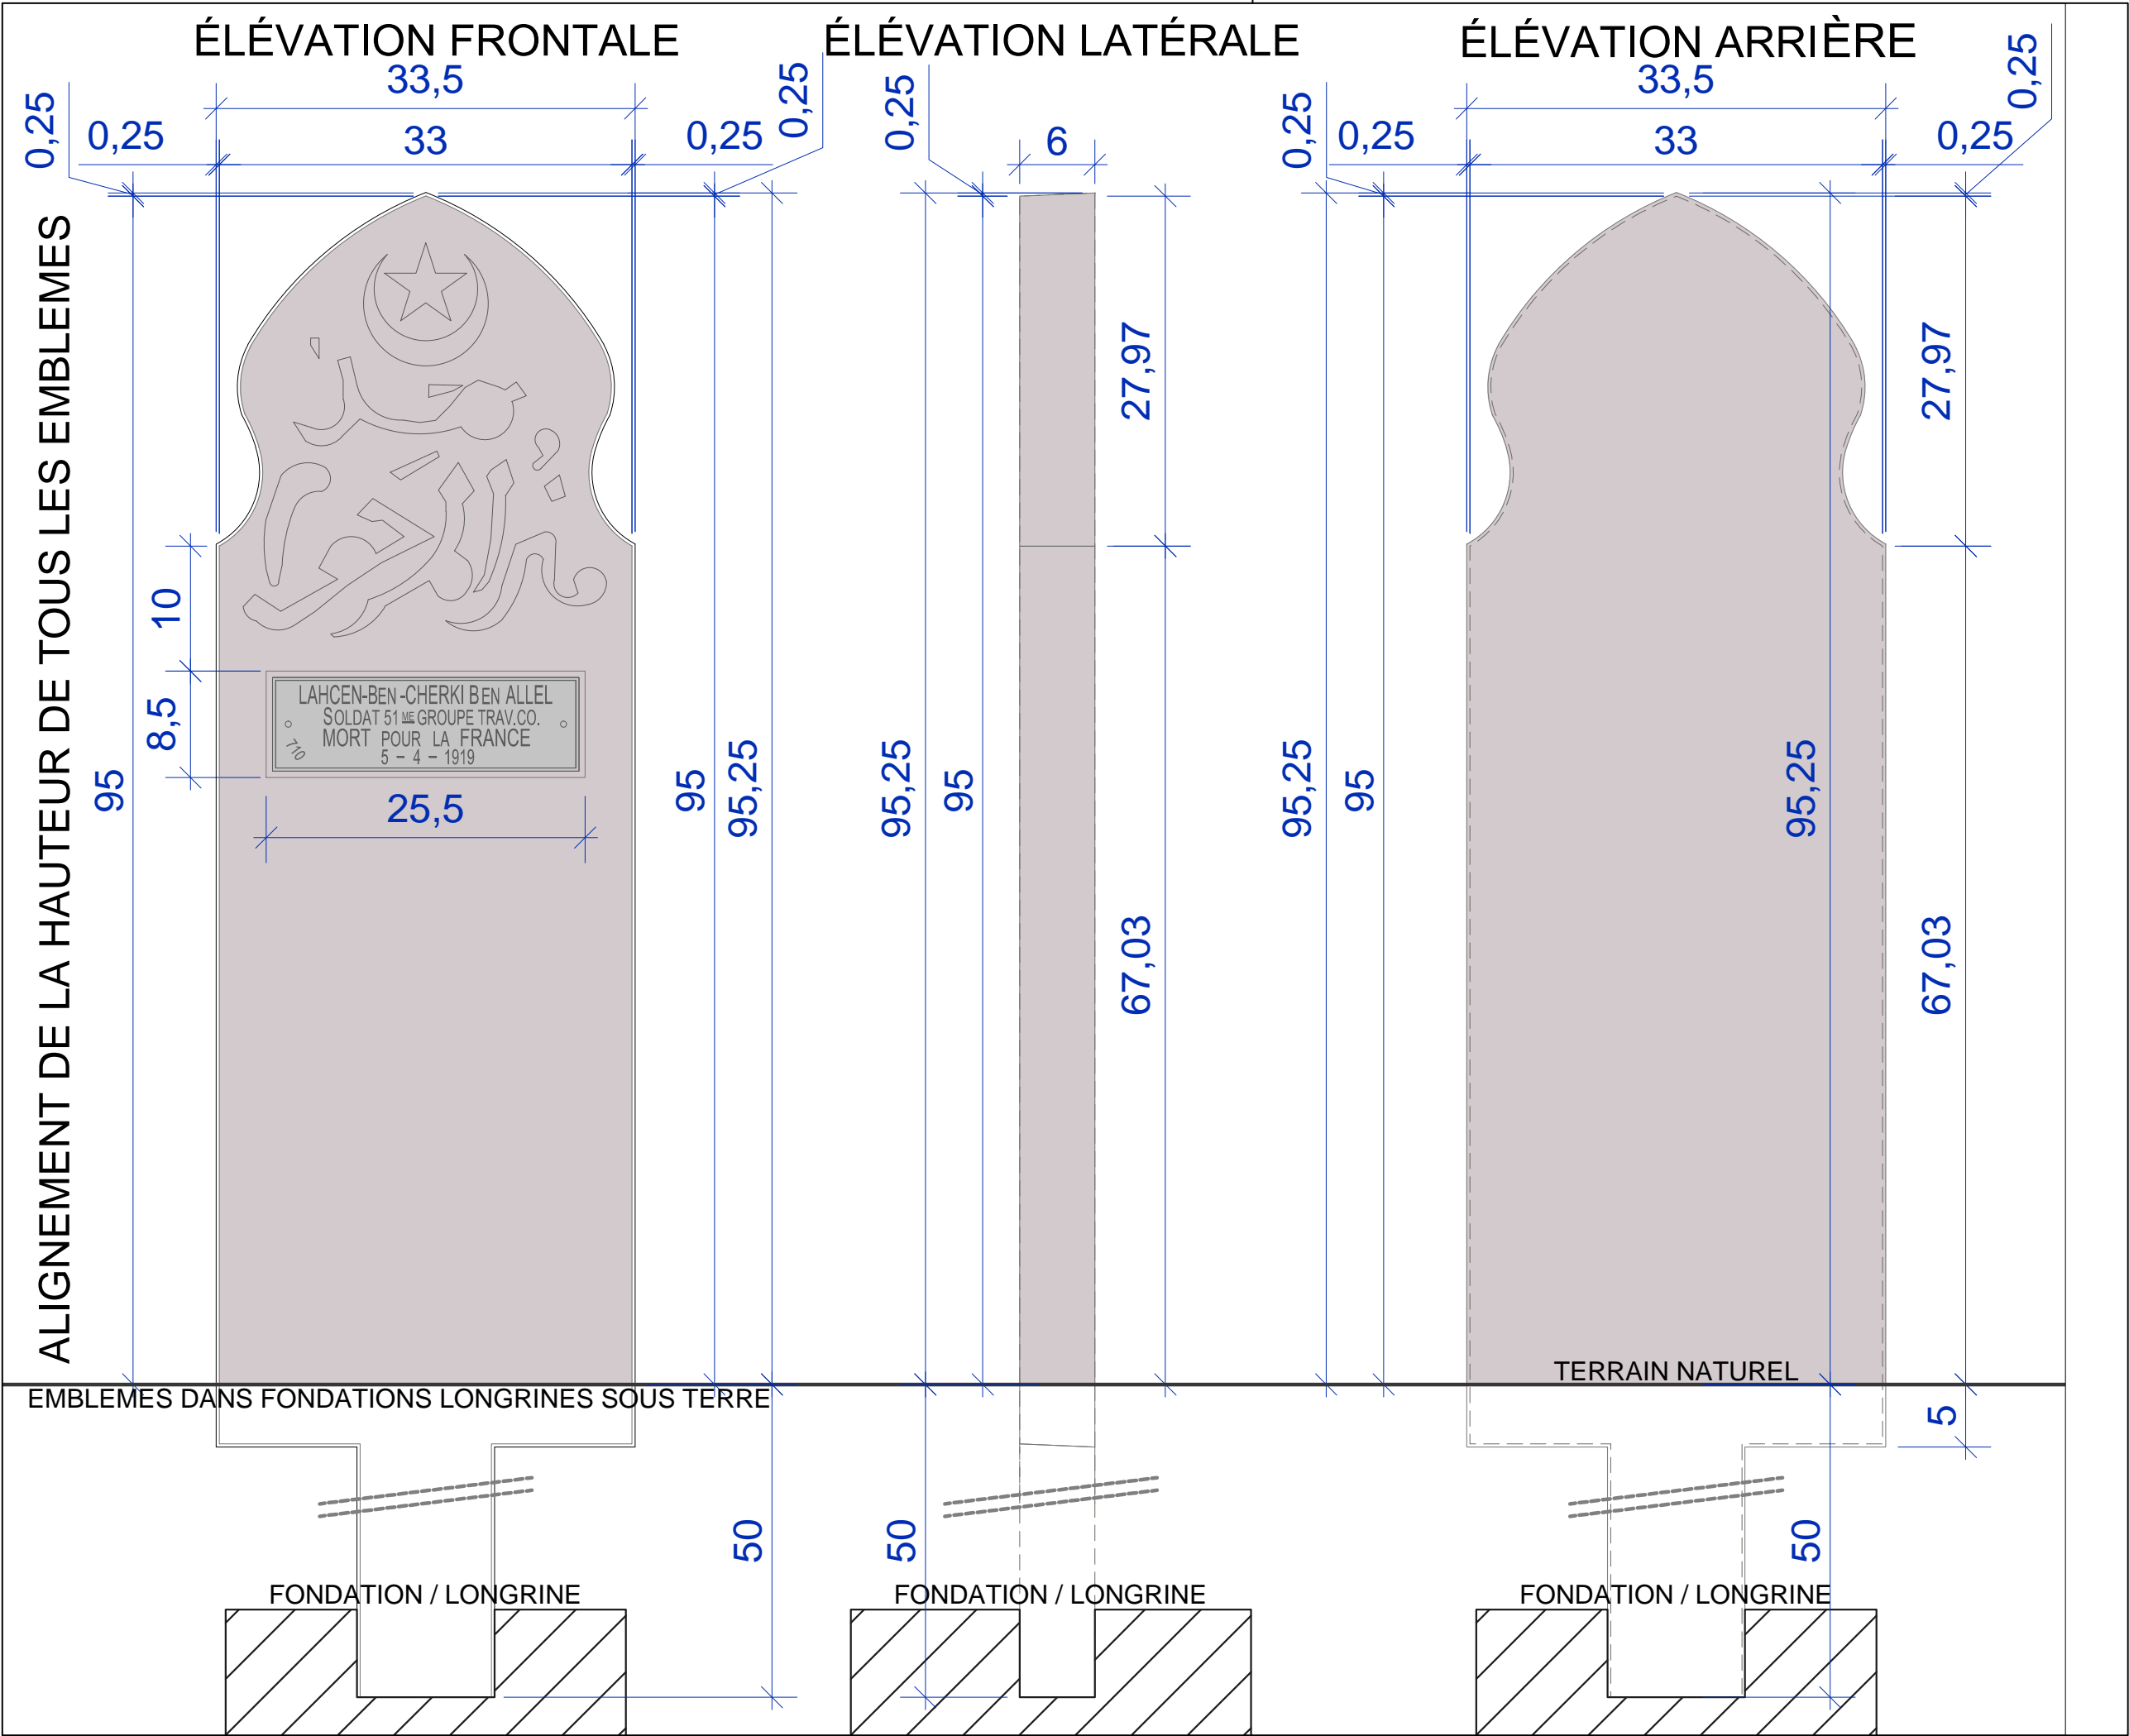 ÉLÉVATION FRONTALE
ÉLÉVATION LATÉRALE
ÉLÉVATION ARRIÈRE
0,25
33,5
0,25
0,25
0,25
33
0,25
6
0,25
33,5
0,25
0,25
33
0,25
ALIGNEMENT DE LA HAUTEUR DE TOUS LES EMBLEMES
27,97
27,97
10
8,5
LAHCEN-BEN-CHERKI BEN ALLEL
SOLDAT 51 ME GROUPE TRAV.CO.
MORT POUR LA FRANCE
5 - 4 - 1919
710
25,5
95
95
95,25
95,25
95
95,25
95
95,25
67,03
67,03
TERRAIN NATUREL
EMBLEMES DANS FONDATIONS LONGRINES SOUS TERRE
5
50
50
50
FONDATION / LONGRINE
FONDATION / LONGRINE
FONDATION / LONGRINE